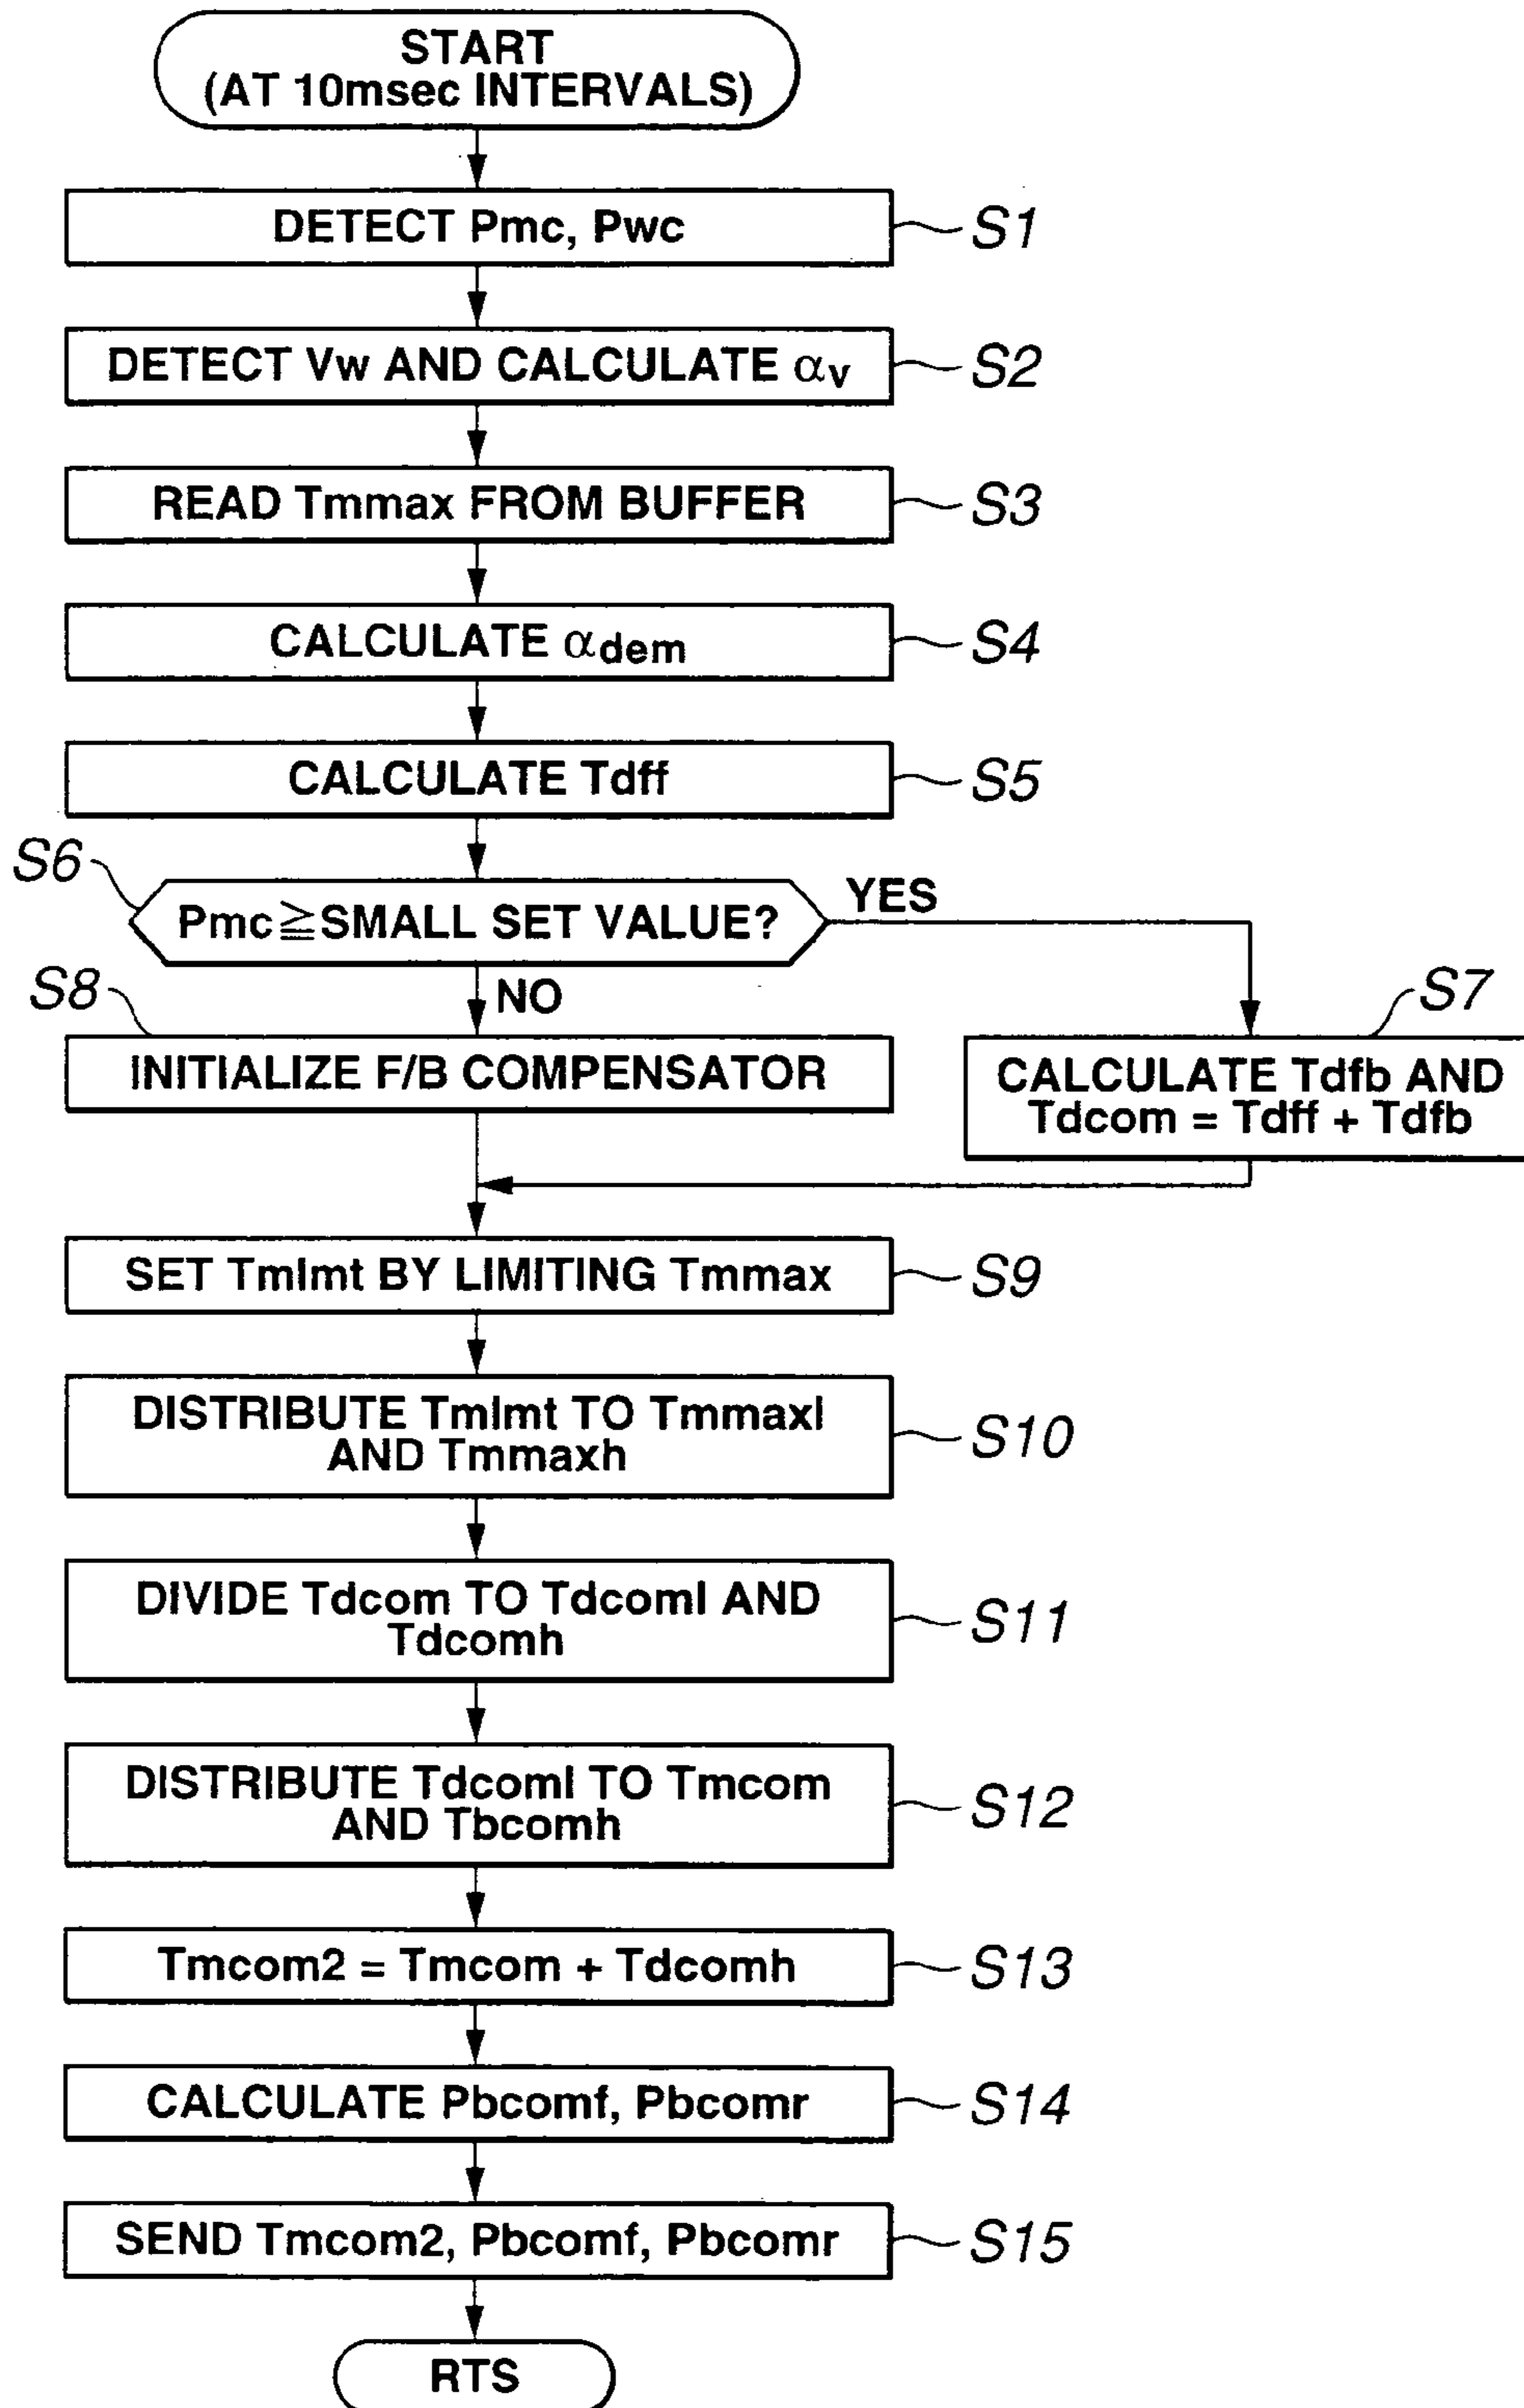 START
(AT 10msec INTERVALS)
DETECT Pmc, Pwc
S1
DETECT Vw AND CALCULATE αv
S2
READ Tmmax FROM BUFFER
S3
CALCULATE αdem
S4
CALCULATE Tdff
S5
S6
Pmc≧SMALL SET VALUE?
YES
NO
S8
INITIALIZE F/B COMPENSATOR
S7
CALCULATE Tdfb AND
Tdcom = Tdff + Tdfb
SET Tmlmt BY LIMITING Tmmax
S9
DISTRIBUTE Tmlmt TO Tmmaxl
AND Tmmaxh
S10
DIVIDE Tdcom TO Tdcoml AND
Tdcomh
S11
DISTRIBUTE Tdcoml TO Tmcom
AND Tbcomh
S12
Tmcom2 = Tmcom + Tdcomh
S13
CALCULATE Pbcomf, Pbcomr
S14
SEND Tmcom2, Pbcomf, Pbcomr
S15
RTS